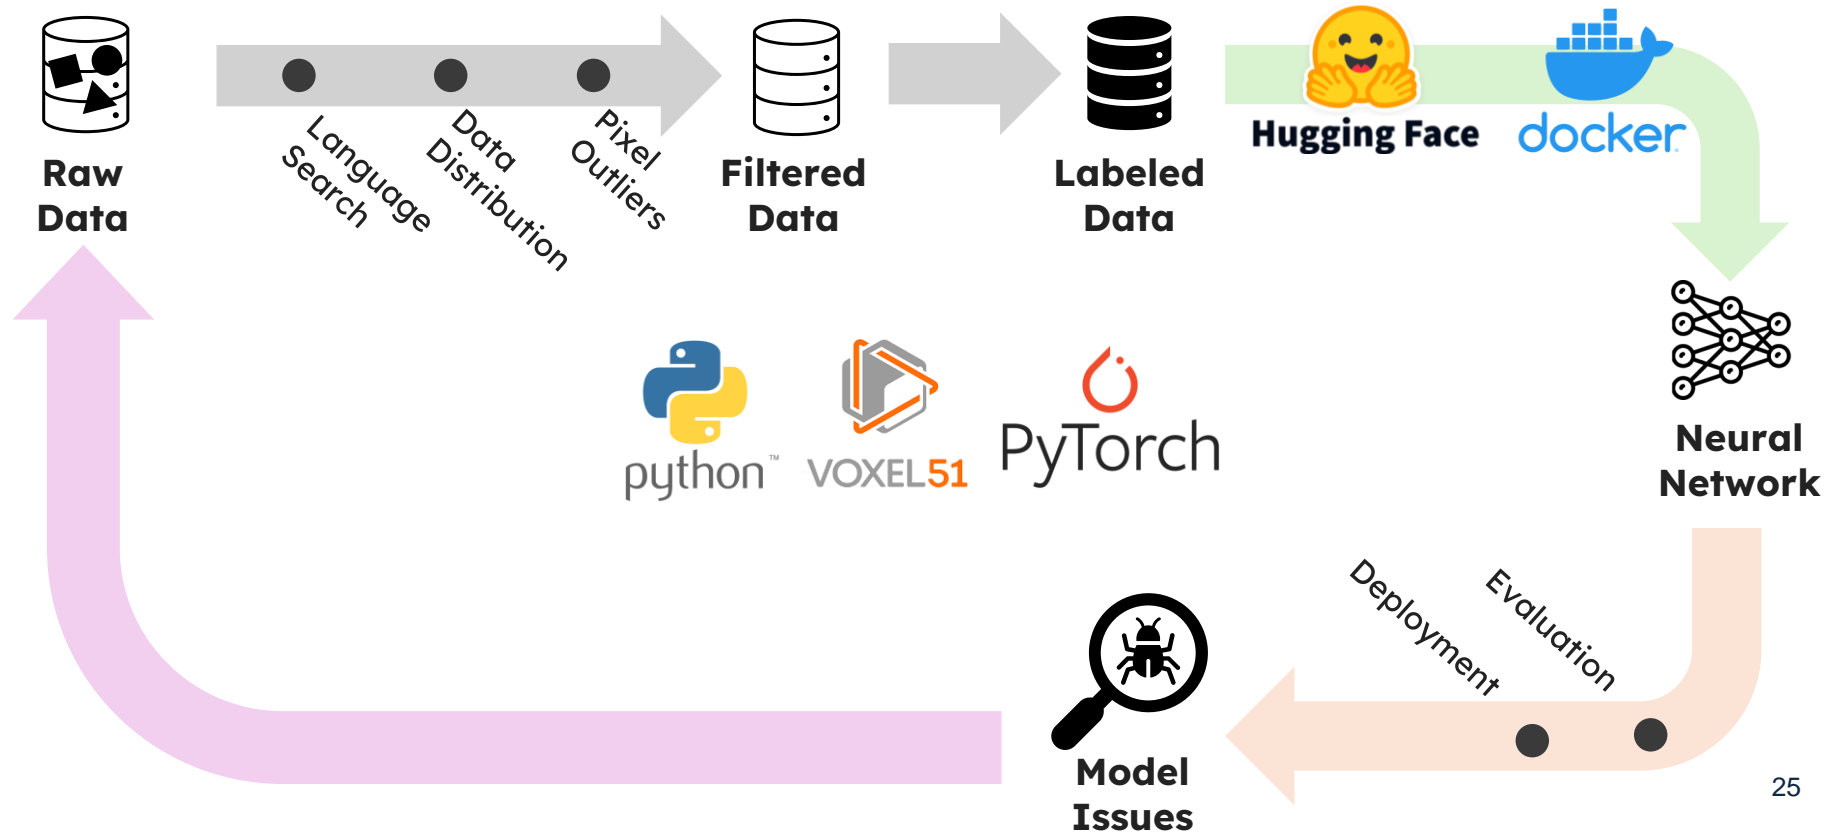 Raw
Data
Language
Search
Data
Distribution
Pixel
Outliers
Filtered
Data
Labeled
Data
Hugging Face
docker
python™
VOXEL51
PyTorch
Neural
Network
Evaluation
Deployment
Model
Issues
25